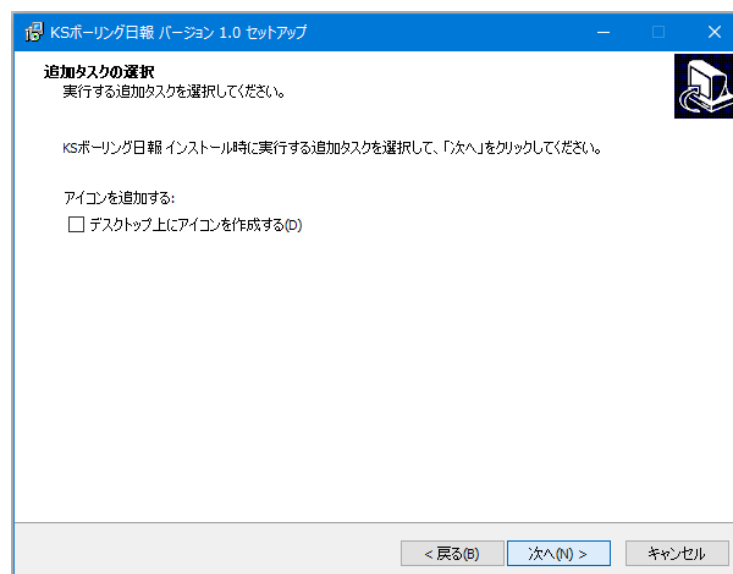 KSボーリング日報 バージョン 1.0 セットアップ
追加タスクの選択
実行する追加タスクを選択してください。
KSボーリング日報 インストール時に実行する追加タスクを選択して、「次へ」をクリックしてください。
アイコンを追加する:
デスクトップ上にアイコンを作成する(D)
< 戻る(B) 次へ(N) > キャンセル